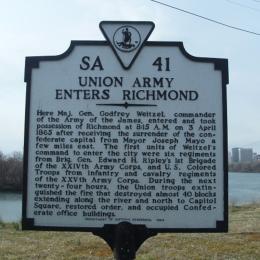 SA 41
UNION ARMY
ENTERS RICHMOND
Here Maj. Gen. Godfrey Weitzel, commander
of the Army of the James, entered and took
possession of Richmond at 8:15 A.M. on 3 April
1865 after receiving the surrender of the con-
federate capital from Mayor Joseph Mayo a
few miles east. The first units of Weitzel's
command to enter the city were six regiments
from Brig. Gen. Edward H. Ripley's 1st Brigade
of the XXIVth Army Corps, and U.S. Colored
Troops from infantry and cavalry regiments
of the XXVth Army Corps. During the next
twenty-four hours, the Union troops extin-
guished the fire that destroyed almost 40 blocks
extending along the river and north to Capitol
Square, restored order, and occupied Confed-
erate office buildings.
DEPARTMENT OF HISTORIC RESOURCES,